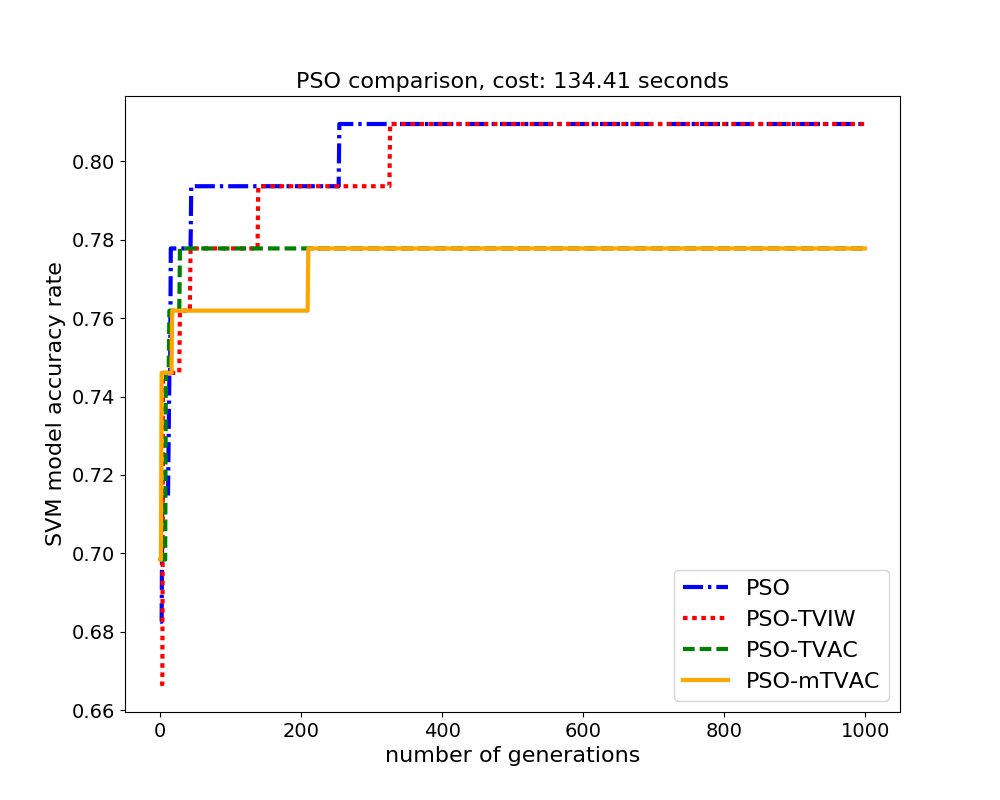 PSO comparison, cost: 134.41 seconds
SVM model accuracy rate
0.80
0.78
0.76
0.74
0.72
0.70
0.68
0.66
0 200 400 600 800 1000
number of generations
PSO
PSO-TVIW
PSO-TVAC
PSO-mTVAC